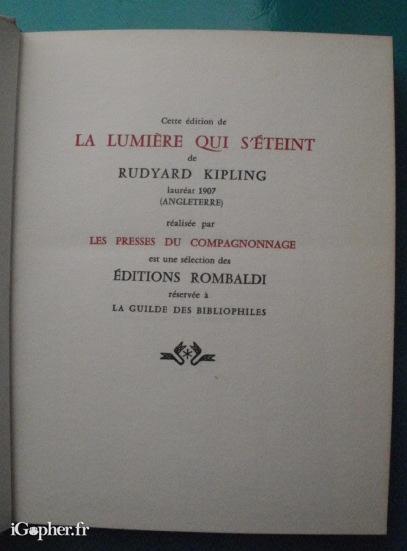 Cette édition de
LA LUMIÈRE QUI S'ÉTEINT
de
RUDYARD KIPLING
lauréat 1907
(ANGLETERRE)
réalisée par
LES PRESSES DU COMPAGNONNAGE
est une sélection des
ÉDITIONS ROMBALDI
réservée à
LA GUILDE DES BIBLIOPHILES
iGopher.fr